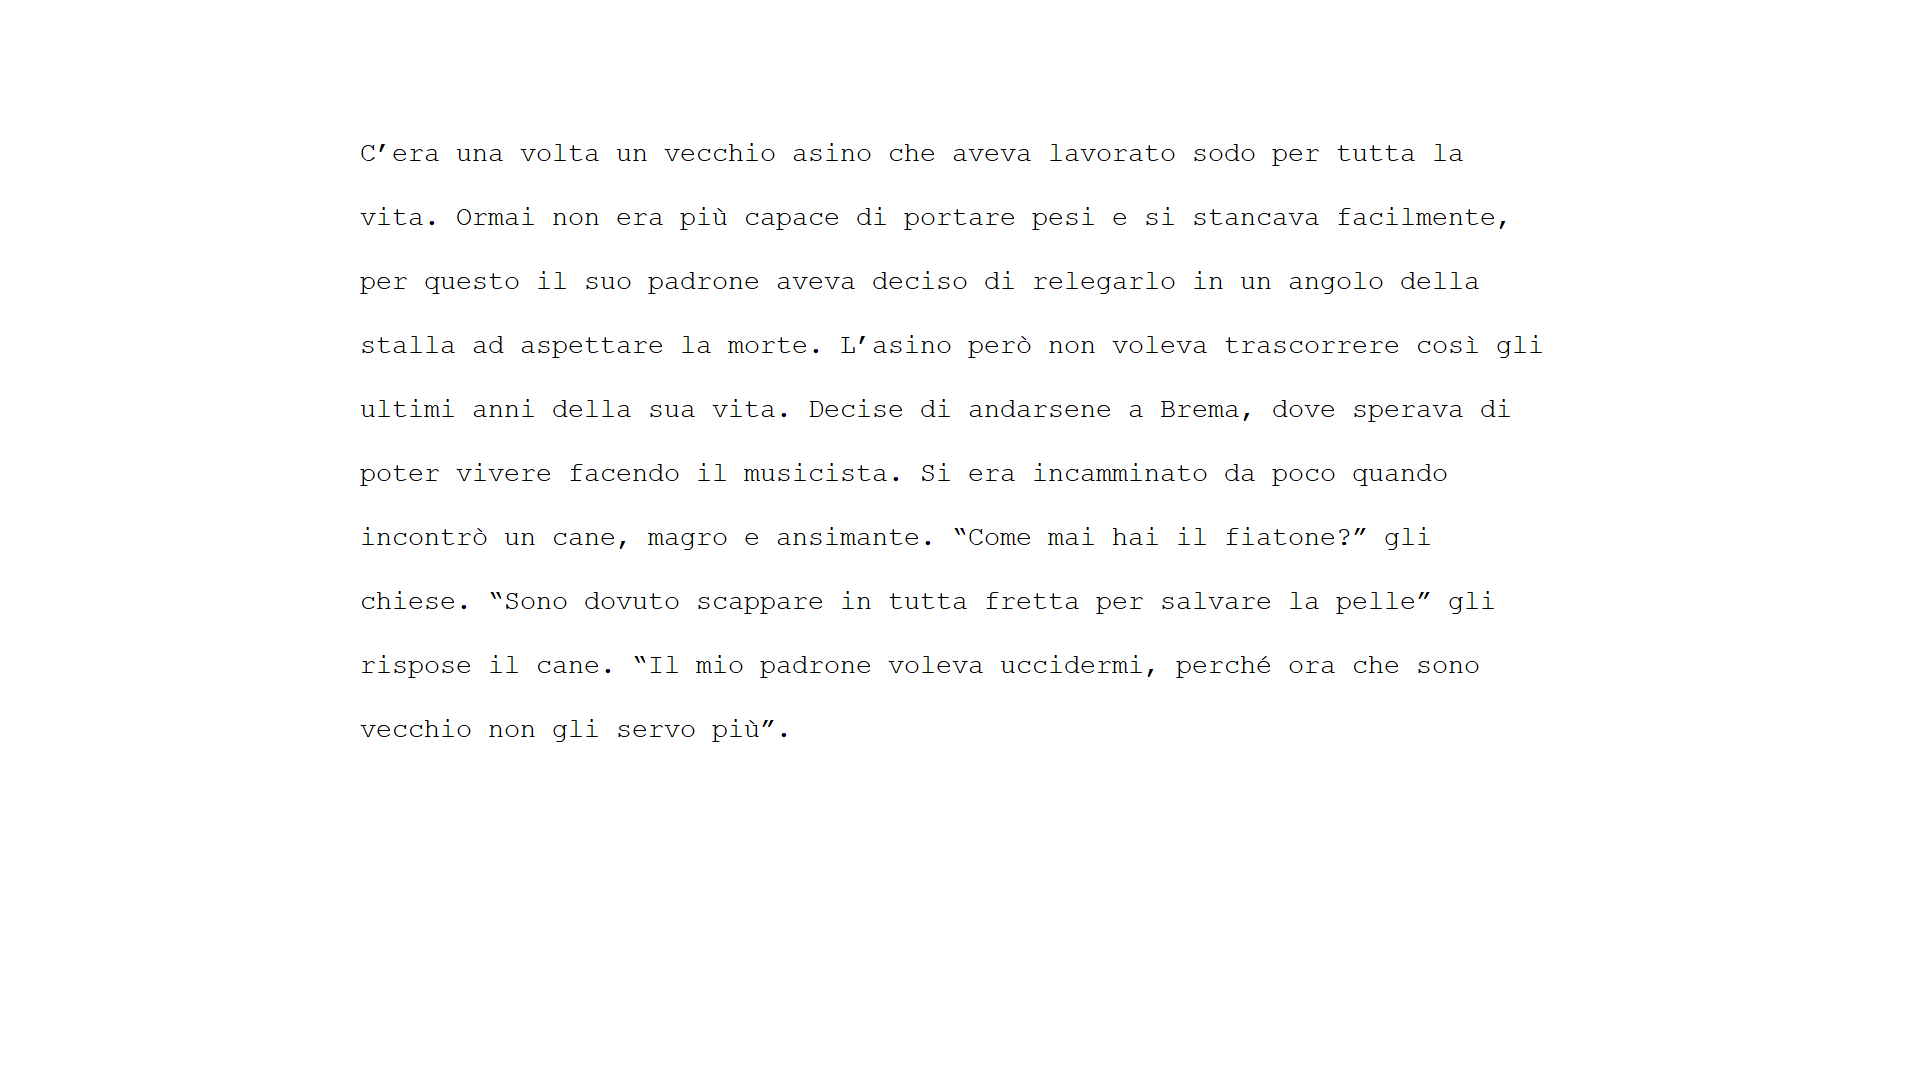 C’era una volta un vecchio asino che aveva lavorato sodo per tutta la
vita. Ormai non era più capace di portare pesi e si stancava facilmente,
per questo il suo padrone aveva deciso di relegarlo in un angolo della
stalla ad aspettare la morte. L’asino però non voleva trascorrere così gli
ultimi anni della sua vita. Decise di andarsene a Brema, dove sperava di
poter vivere facendo il musicista. Si era incamminato da poco quando
incontrò un cane, magro e ansimante. “Come mai hai il fiatone?” gli
chiese. “Sono dovuto scappare in tutta fretta per salvare la pelle” gli
rispose il cane. “Il mio padrone voleva uccidermi, perché ora che sono
vecchio non gli servo più”.